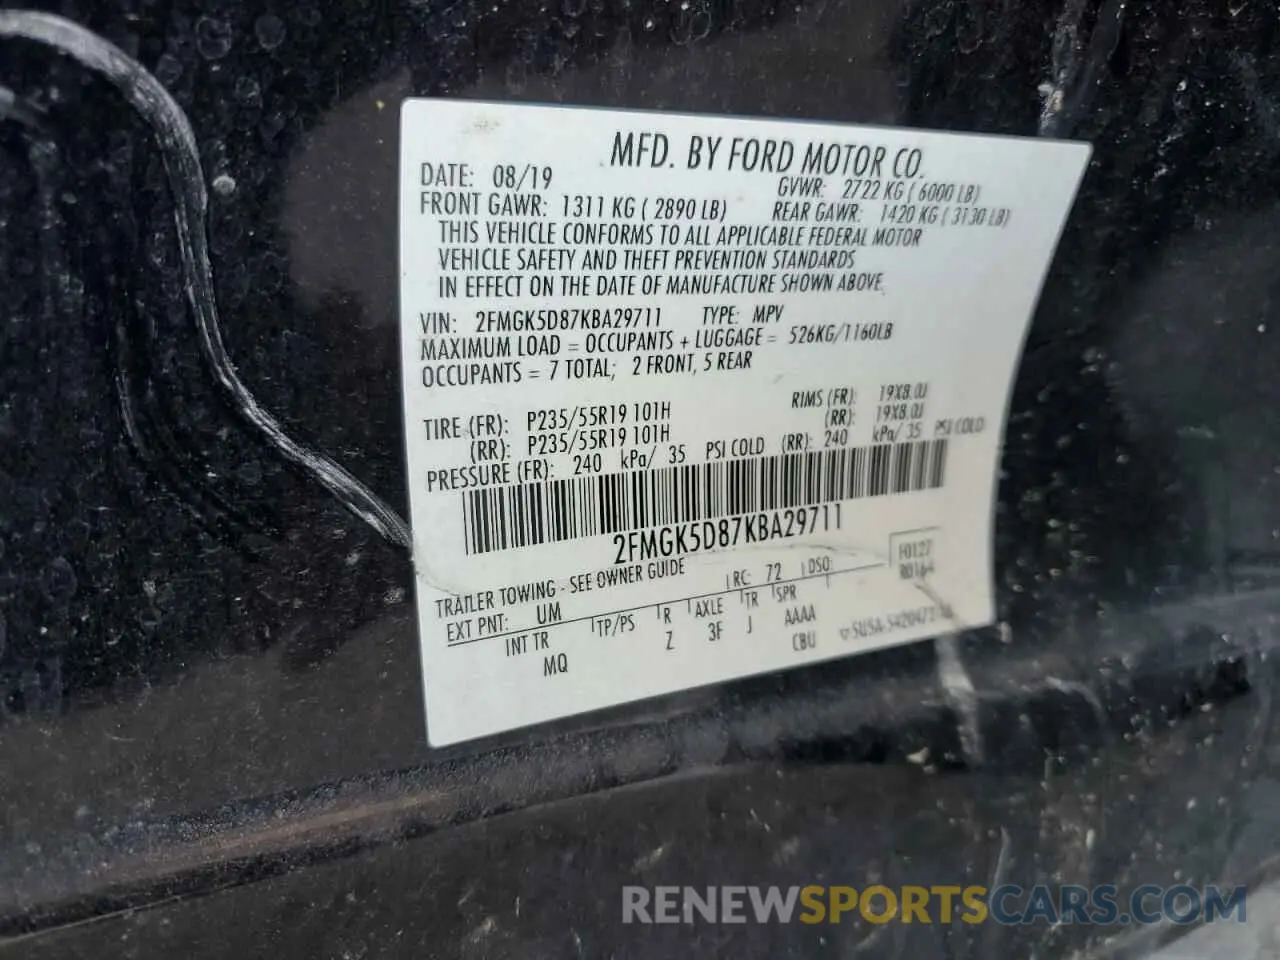 MFD. BY FORD MOTOR CO.
DATE: 08/19 GVWR: 2722 KG ( 6000 LB)
FRONT GAWR: 1311 KG ( 2890 LB) REAR GAWR: 1420 KG ( 3130 LB)
THIS VEHICLE CONFORMS TO ALL APPLICABLE FEDERAL MOTOR
VEHICLE SAFETY AND THEFT PREVENTION STANDARDS
IN EFFECT ON THE DATE OF MANUFACTURE SHOWN ABOVE.
VIN: 2FMGK5D87KBA29711 TYPE: MPV
MAXIMUM LOAD = OCCUPANTS + LUGGAGE = 526KG/1160LB
OCCUPANTS = 7 TOTAL; 2 FRONT, 5 REAR
TIRE (FR): P235/55R19 101H RIMS (FR): 19X8.0J
(RR): P235/55R19 101H (RR): 19X8.0J
PRESSURE (FR): 240 kPa/ 35 PSI COLD (RR): 240 kPa/ 35 PSI COLD
2FMGK5D87KBA29711
TRAILER TOWING - SEE OWNER GUIDE
F0127
R0164
EXT PNT: UM RC: 72 DSO:
INT TR TP/PS R AXLE TR SPR
MQ Z 3F J AAAA
CBU
RENEWSPORTSCARS.COM